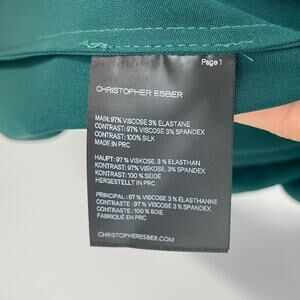 Page 1
CHRISTOPHER ESBER
MAIN: 97% VISCOSE 3% ELASTANE
CONTRAST: 97% VISCOSE 3% SPANDEX
CONTRAST: 100% SILK
MADE IN PRC
HAUPT: 97 % VISKOSE, 3 % ELASTHAN
KONTRAST: 97 % VISKOSE, 3 % SPANDEX
KONTRAST: 100 % SEIDE
HERGESTELLT IN PRC
PRINCIPAL : 97 % VISCOSE 3 % ÉLASTHANNE
CONTRASTE : 97 % VISCOSE 3 % SPANDEX
CONTRASTE : 100 % SOIE
FABRIQUÉ EN PRC
CHRISTOPHERESBER.COM